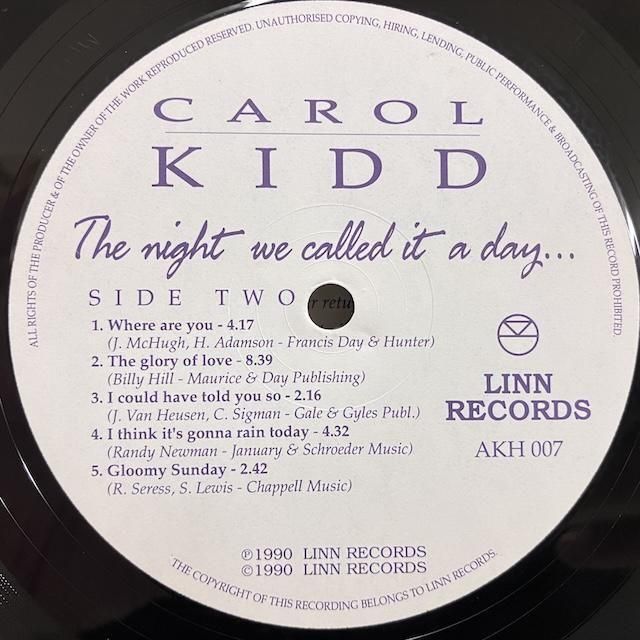 ALL RIGHTS OF THE PRODUCER & OF THE OWNER OF THE WORK REPRODUCED RESERVED. UNAUTHORISED COPYING, HIRING, LENDING, PUBLIC PERFORMANCE & BROADCASTING OF THIS RECORD PROHIBITED.
CAROL
KIDD
The night we called it a day...
SIDE TWO
1. Where are you - 4.17
(J. McHugh, H. Adamson - Francis Day & Hunter)
2. The glory of love - 8.39
(Billy Hill - Maurice & Day Publishing)
3. I could have told you so - 2.16
(J. Van Heusen, C. Sigman - Gale & Gyles Publ.)
4. I think it's gonna rain today - 4.32
(Randy Newman - January & Schroeder Music)
5. Gloomy Sunday - 2.42
(R. Seress, S. Lewis - Chappell Music)
LINN
RECORDS
AKH 007
℗1990 LINN RECORDS
©1990 LINN RECORDS
THE COPYRIGHT OF THIS RECORDING BELONGS TO LINN RECORDS.